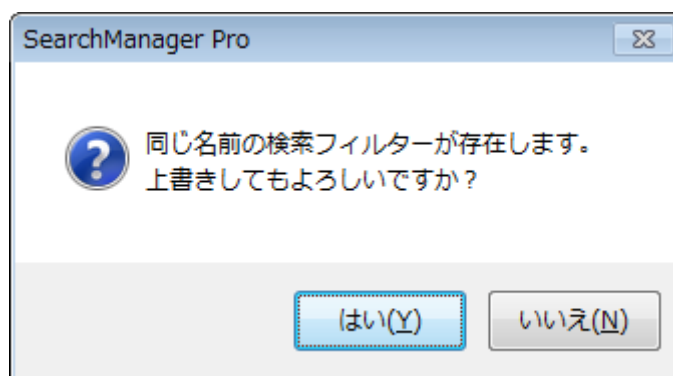 SearchManager Pro
同じ名前の検索フィルターが存在します。
上書きしてもよろしいですか？
はい(Y)
いいえ(N)